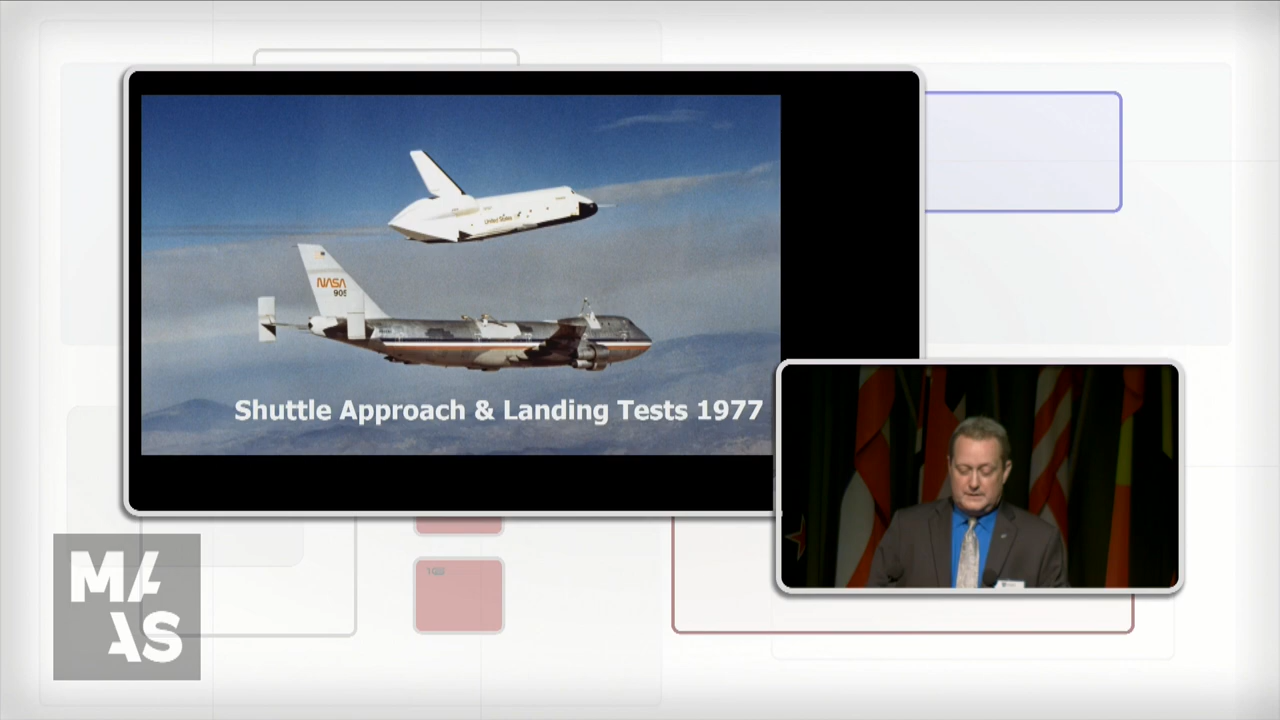 United States
NASA
905
Shuttle Approach & Landing Tests 1977
MA
AS